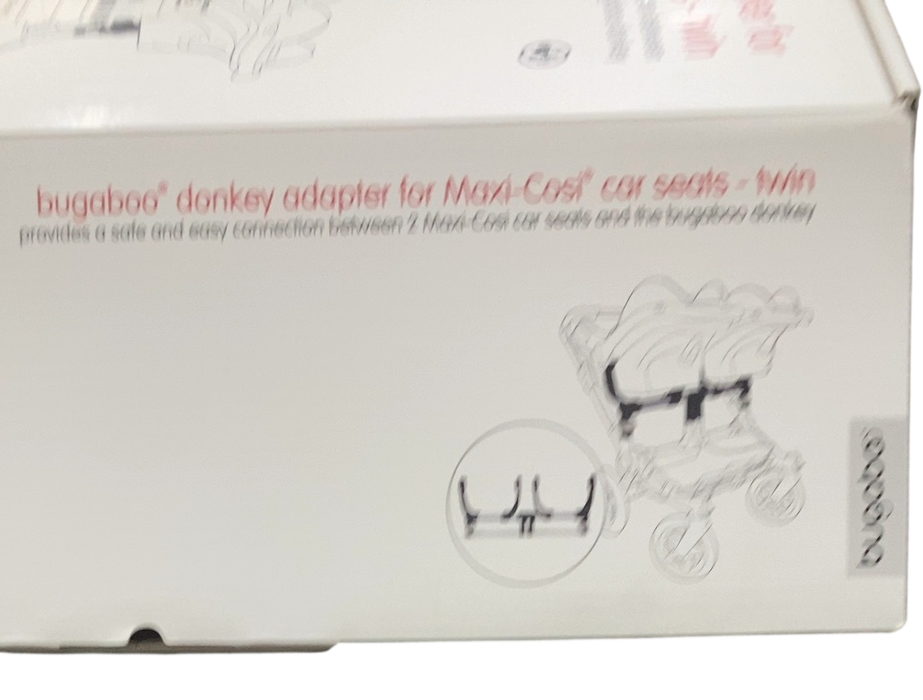 bugaboo® donkey adapter for Maxi-Cosi® car seats - twin
provides a safe and easy connection between 2 Maxi-Cosi car seats and the bugaboo donkey
bugaboo®